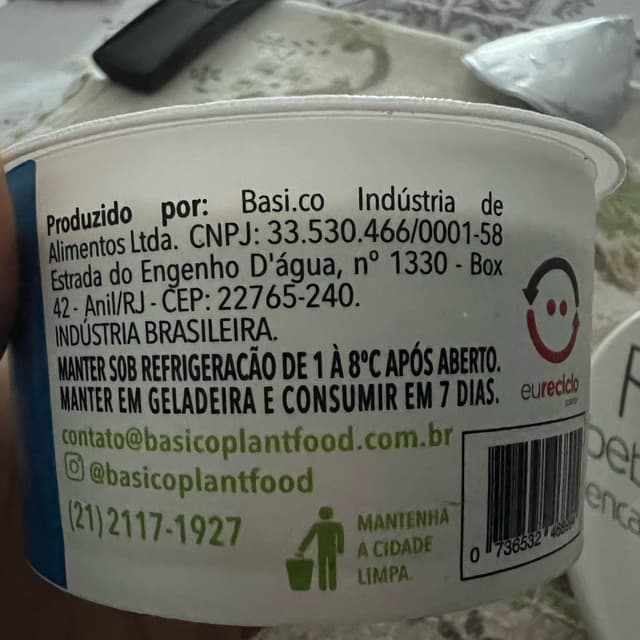 Produzido por: Basi.co Indústria de
Alimentos Ltda. CNPJ: 33.530.466/0001-58
Estrada do Engenho D'água, nº 1330 - Box
42 - Anil/RJ - CEP: 22765-240.
INDÚSTRIA BRASILEIRA.
MANTER SOB REFRIGERAÇÃO DE 1 À 8ºC APÓS ABERTO.
MANTER EM GELADEIRA E CONSUMIR EM 7 DIAS.
eureciclo
contato@basicoplantfood.com.br
@basicoplantfood
(21)2117-1927
MANTENHA
A CIDADE
LIMPA.
0 736532